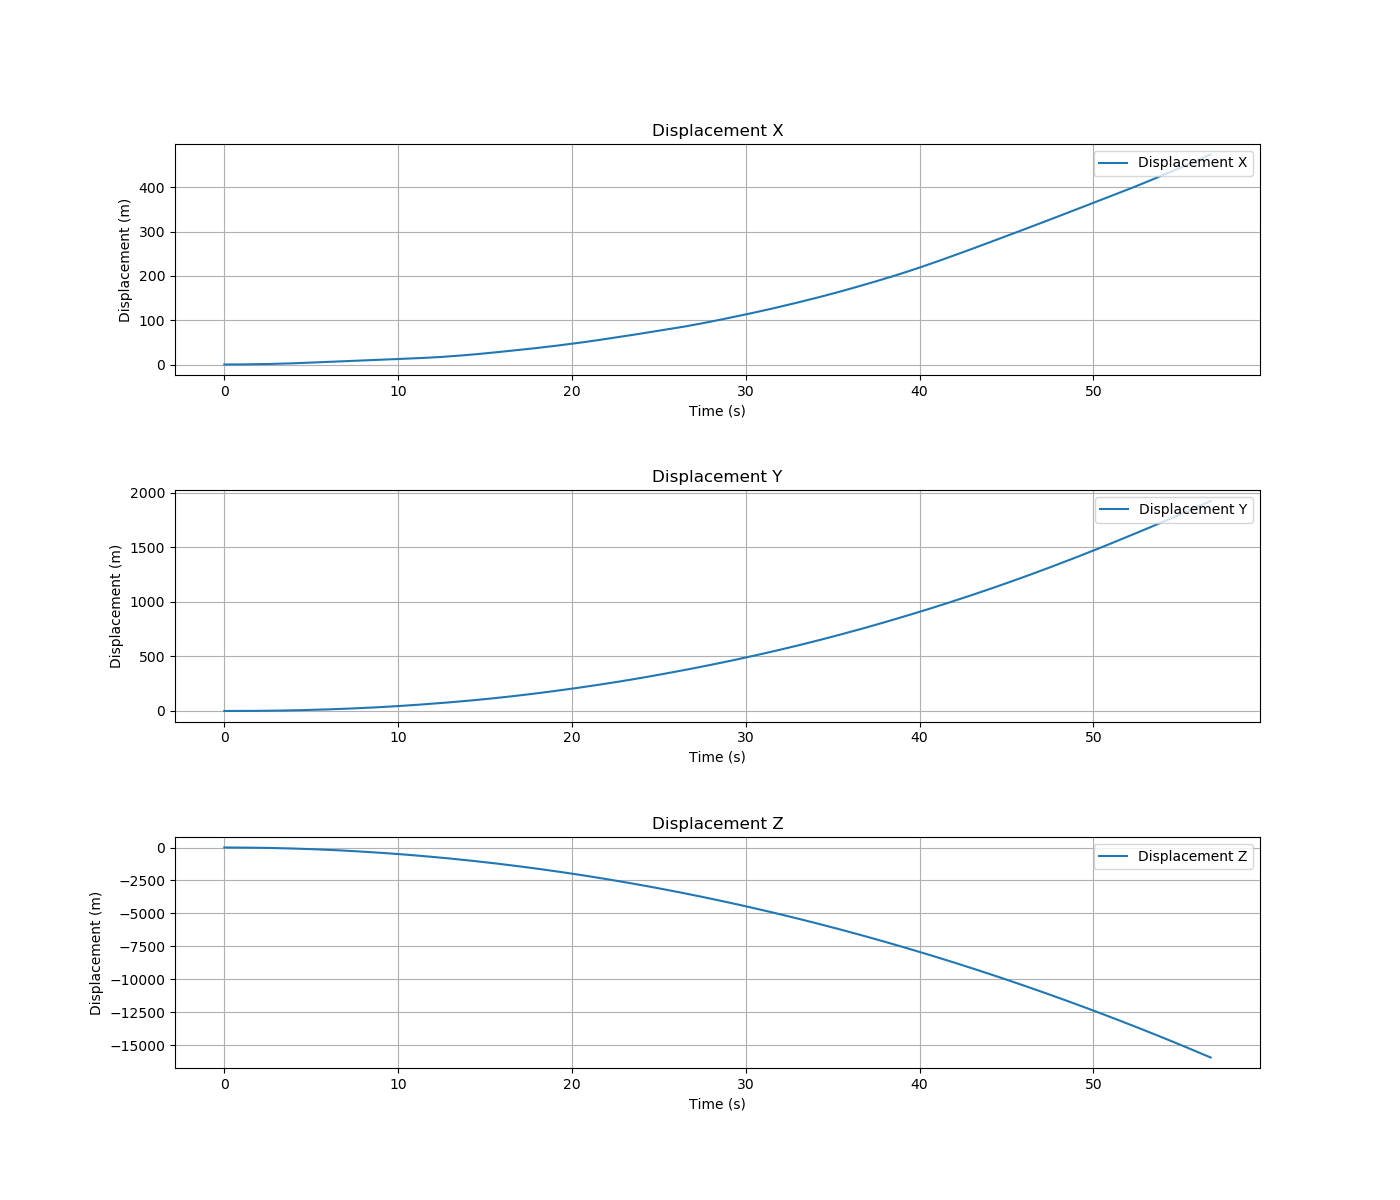 Displacement X
Displacement (m)
400
300
200
100
0
Displacement X
0 10 20 30 40 50
Time (s)
Displacement Y
Displacement (m)
2000
1500
1000
500
0
Displacement Y
0 10 20 30 40 50
Time (s)
Displacement Z
Displacement (m)
0
−2500
−5000
−7500
−10000
−12500
−15000
Displacement Z
0 10 20 30 40 50
Time (s)